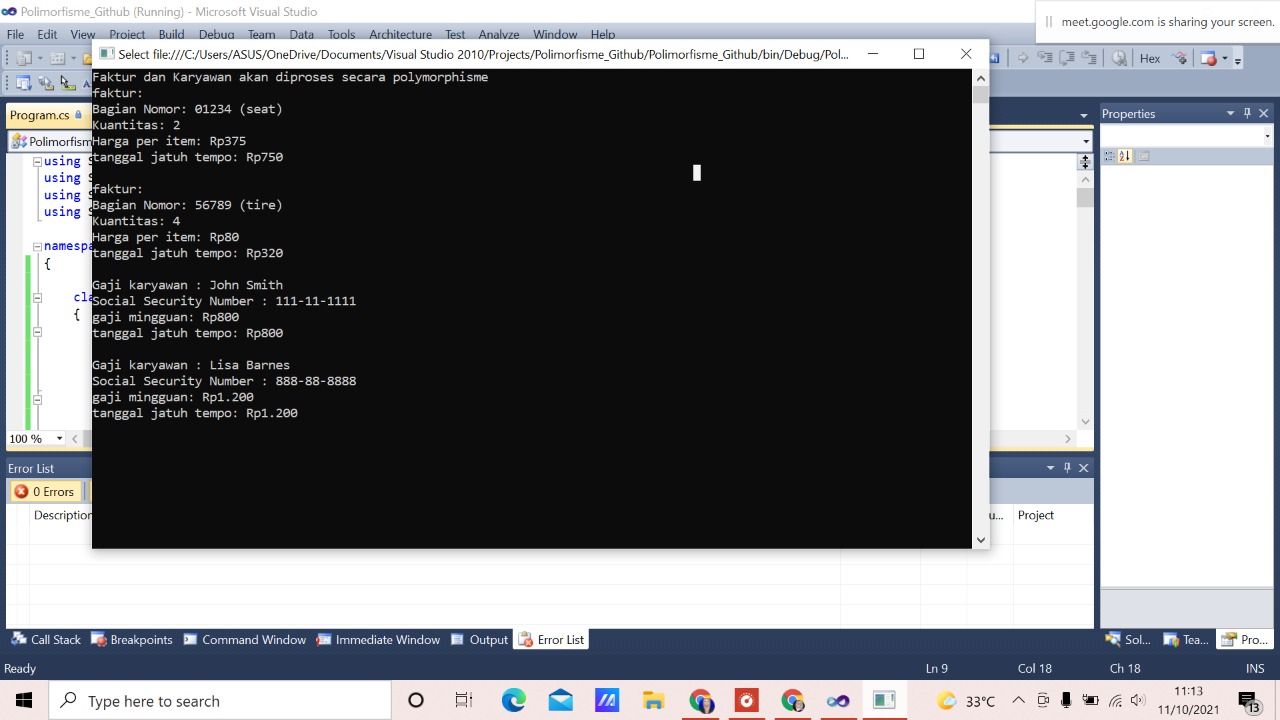 Polimorfisme_Github (Running) - Microsoft Visual Studio
meet.google.com is sharing your screen.
File Edit View Project Build Debug Team Data Tools Architecture Test Analyze Window Help
Select file:///C:/Users/ASUS/OneDrive/Documents/Visual Studio 2010/Projects/Polimorfisme_Github/Polimorfisme_Github/bin/Debug/Pol...
Hex
Program.cs
Properties
Polimorfism
using
using
using
using
{
{
Faktur dan Karyawan akan diproses secara polymorphisme
faktur:
Bagian Nomor: 01234 (seat)
Kuantitas: 2
Harga per item: Rp375
tanggal jatuh tempo: Rp750
faktur:
Bagian Nomor: 56789 (tire)
Kuantitas: 4
Harga per item: Rp80
tanggal jatuh tempo: Rp320
Gaji karyawan : John Smith
Social Security Number : 111-11-1111
gaji mingguan: Rp800
tanggal jatuh tempo: Rp800
Gaji karyawan : Lisa Barnes
Social Security Number : 888-88-8888
gaji mingguan: Rp1.200
tanggal jatuh tempo: Rp1.200
100 %
Error List
0 Errors
Description
u... Project
Call Stack Breakpoints Command Window Immediate Window Output Error List
Sol... Tea... Pro...
Ready Ln 9 Col 18 Ch 18 INS
Type here to search
33°C
11:13
11/10/2021
13